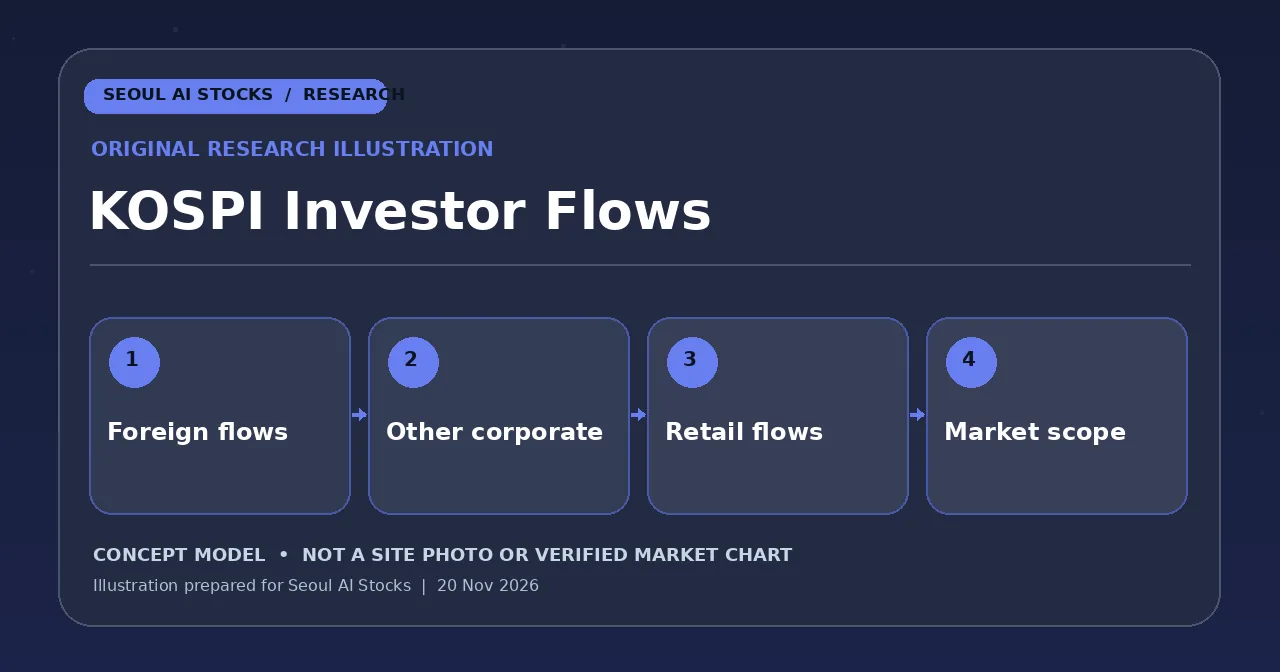 SEOUL AI STOCKS / RESEARCH
ORIGINAL RESEARCH ILLUSTRATION
KOSPI Investor Flows
1
Foreign flows
2
Other corporate
3
Retail flows
4
Market scope
CONCEPT MODEL • NOT A SITE PHOTO OR VERIFIED MARKET CHART
Illustration prepared for Seoul AI Stocks | 20 Nov 2026